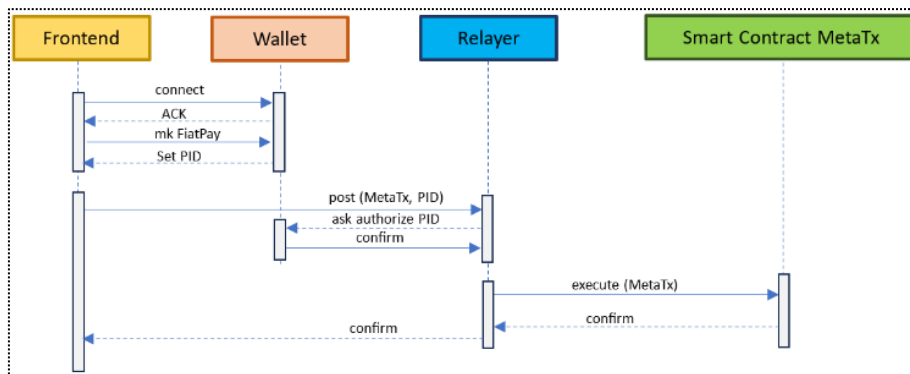 Frontend
Wallet
Relayer
Smart Contract MetaTx
connect
ACK
mk FiatPay
Set PID
post (MetaTx, PID)
ask authorize PID
confirm
execute (MetaTx)
confirm
confirm